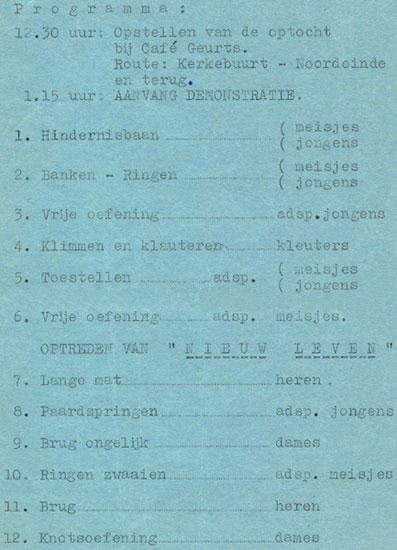 P r o g r a m m a :
12.30 uur: Opstellen van de optocht
bij Café Geurts.
Route: Kerkebuurt - Noordeinde
en terug.
1.15 uur: AANVANG DEMONSTRATIE.
1. Hindernisbaan ( meisjes
( jongens
2. Banken - Ringen ( meisjes
( jongens
3. Vrije oefening adsp.jongens
4. Klimmen en klauteren kleuters
5. Toestellen adsp. ( meisjes
( jongens
6. Vrije oefening adsp. meisjes.
OPTREDEN VAN " N I E U W L E V E N "
7. Lange mat heren .
8. Paardspringen adsp. jongens
9. Brug ongelijk dames
10. Ringen zwaaien adsp. meisjes
11. Brug heren
12. Knotsoefening dames